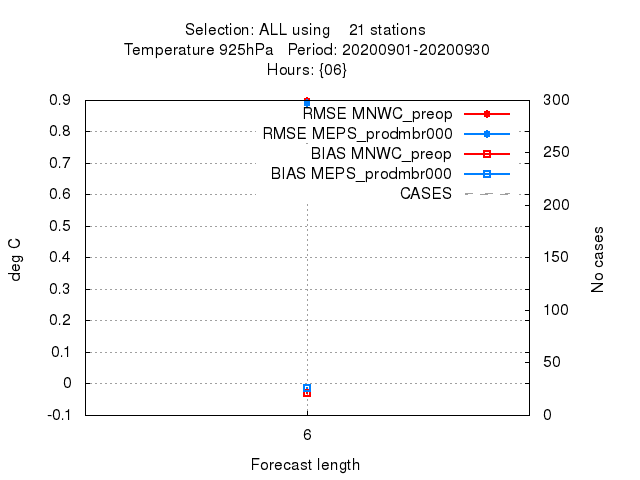 Selection: ALL using 21 stations
Temperature 925hPa Period: 20200901-20200930
Hours: {06}
0.9
0.8
0.7
0.6
0.5
0.4
0.3
0.2
0.1
0
-0.1
deg C
RMSE MNWC_preop
RMSE MEPS_prodmbr000
BIAS MNWC_preop
BIAS MEPS_prodmbr000
CASES
300
250
200
150
100
50
0
No cases
6
Forecast length